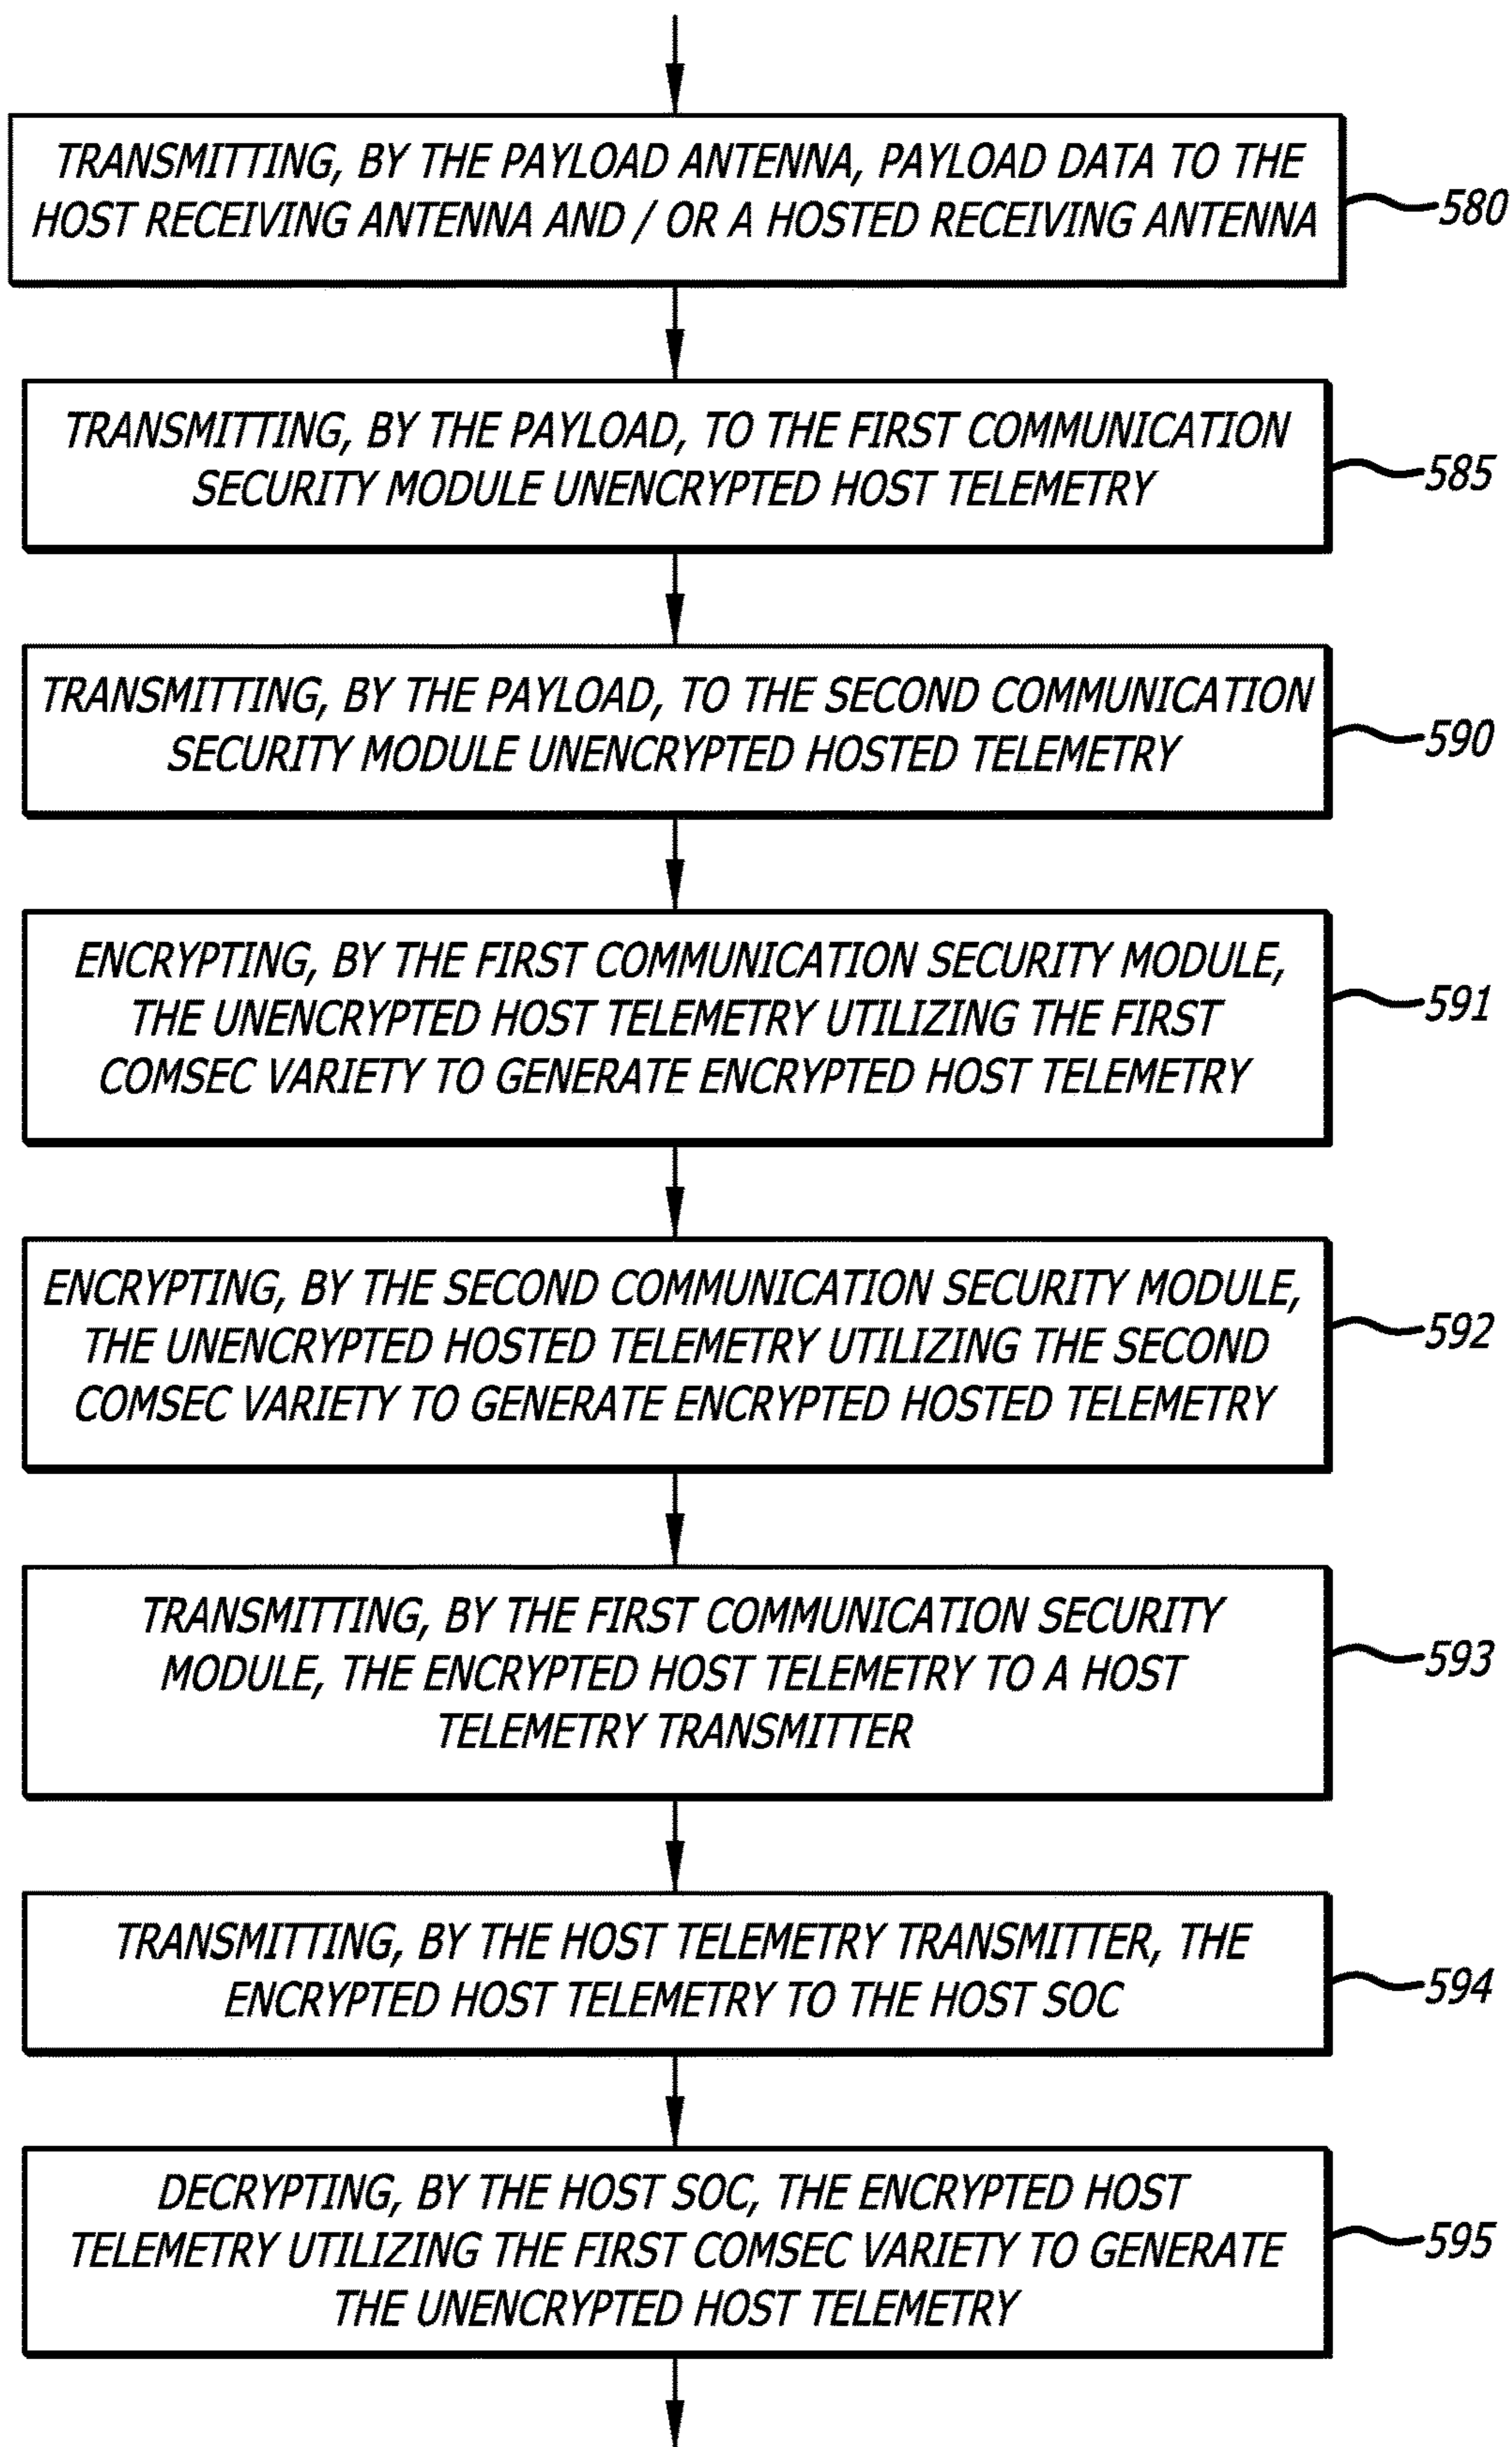 TRANSMITTING, BY THE PAYLOAD ANTENNA, PAYLOAD DATA TO THE
HOST RECEIVING ANTENNA AND / OR A HOSTED RECEIVING ANTENNA
580
TRANSMITTING, BY THE PAYLOAD, TO THE FIRST COMMUNICATION
SECURITY MODULE UNENCRYPTED HOST TELEMETRY
585
TRANSMITTING, BY THE PAYLOAD, TO THE SECOND COMMUNICATION
SECURITY MODULE UNENCRYPTED HOSTED TELEMETRY
590
ENCRYPTING, BY THE FIRST COMMUNICATION SECURITY MODULE,
THE UNENCRYPTED HOST TELEMETRY UTILIZING THE FIRST
COMSEC VARIETY TO GENERATE ENCRYPTED HOST TELEMETRY
591
ENCRYPTING, BY THE SECOND COMMUNICATION SECURITY MODULE,
THE UNENCRYPTED HOSTED TELEMETRY UTILIZING THE SECOND
COMSEC VARIETY TO GENERATE ENCRYPTED HOSTED TELEMETRY
592
TRANSMITTING, BY THE FIRST COMMUNICATION SECURITY
MODULE, THE ENCRYPTED HOST TELEMETRY TO A HOST
TELEMETRY TRANSMITTER
593
TRANSMITTING, BY THE HOST TELEMETRY TRANSMITTER, THE
ENCRYPTED HOST TELEMETRY TO THE HOST SOC
594
DECRYPTING, BY THE HOST SOC, THE ENCRYPTED HOST
TELEMETRY UTILIZING THE FIRST COMSEC VARIETY TO GENERATE
THE UNENCRYPTED HOST TELEMETRY
595